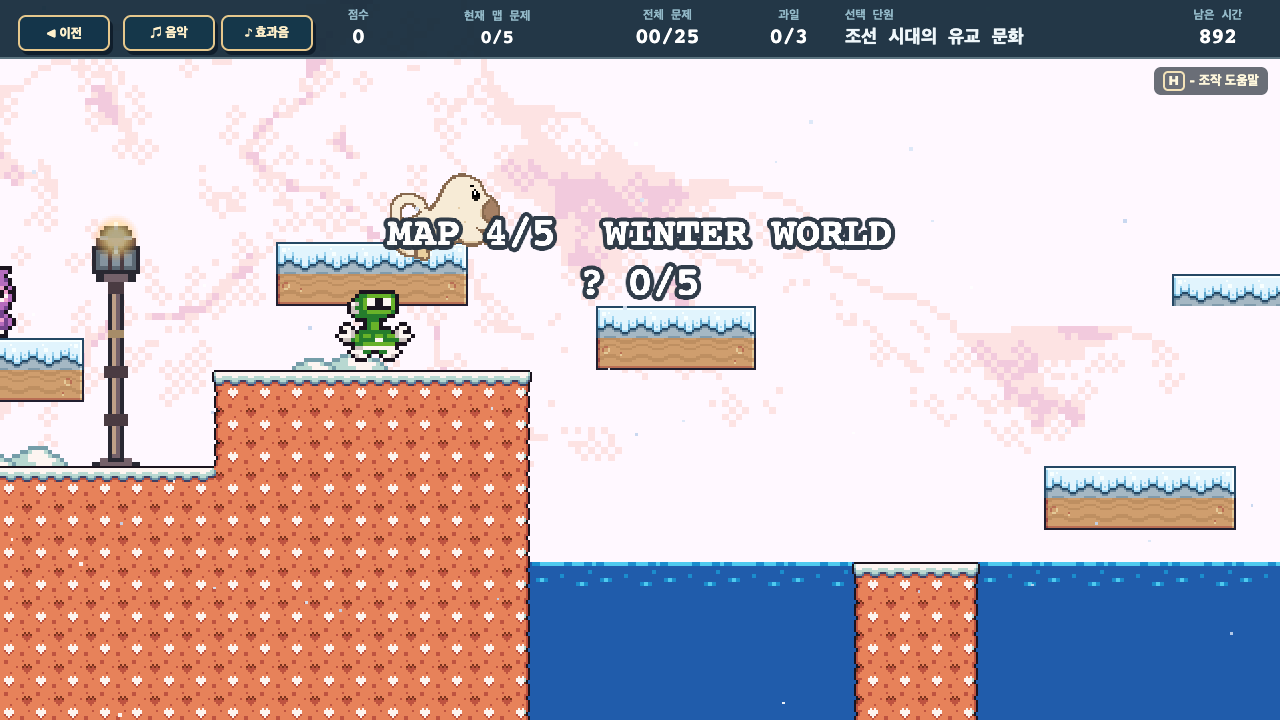 ◀ 이전
♫ 음악
♪ 효과음
점수
0
현재 맵 문제
0/5
전체 문제
00/25
과일
0/3
선택 단원
조선 시대의 유교 문화
남은 시간
892
H - 조작 도움말
MAP 4/5 WINTER WORLD
? 0/5